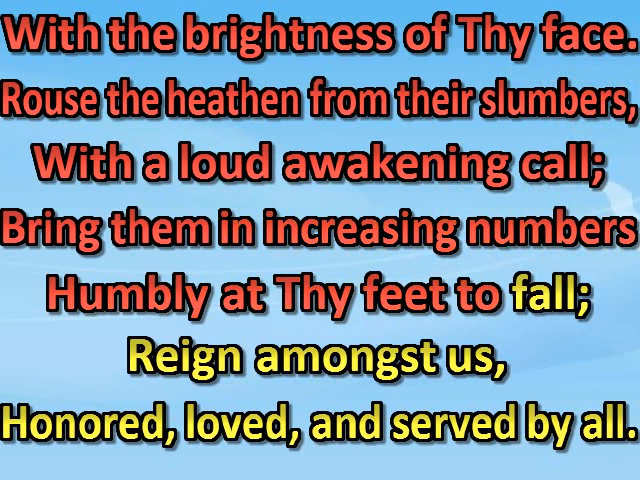 With the brightness of Thy face.
Rouse the heathen from their slumbers,
With a loud awakening call;
Bring them in increasing numbers
Humbly at Thy feet to fall;
Reign amongst us,
Honored, loved, and served by all.